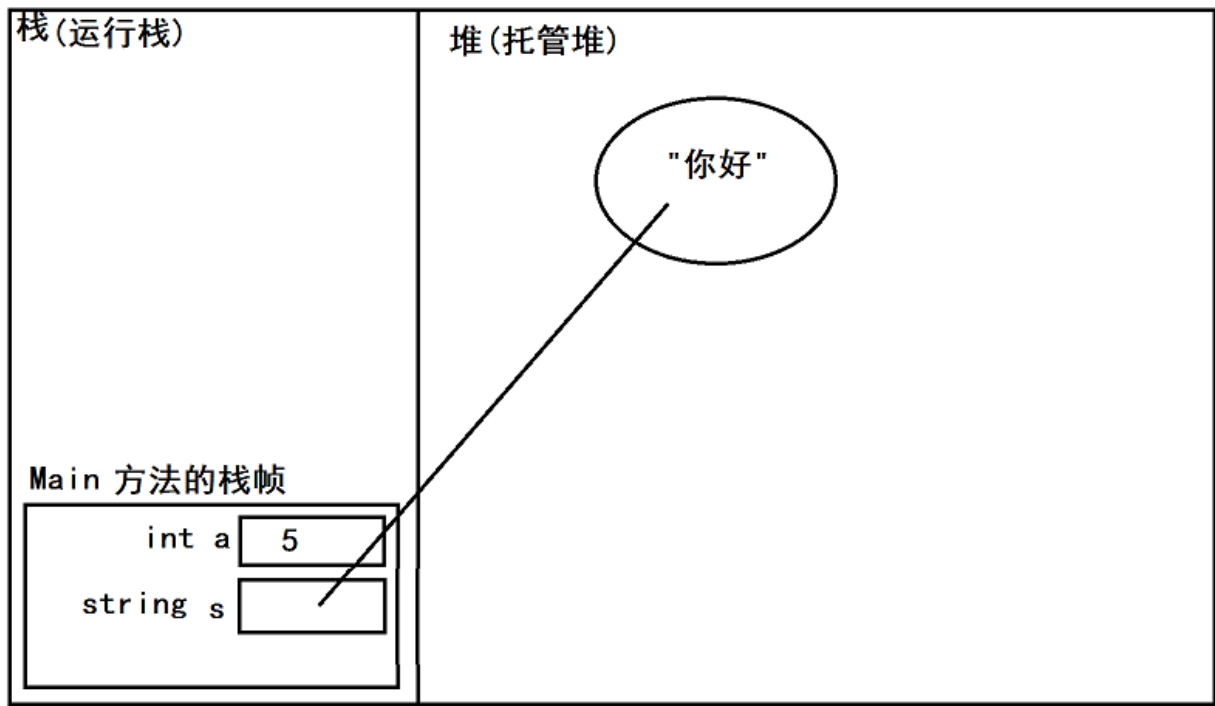 栈(运行栈)
堆(托管堆)
"你好"
Main 方法的栈帧
int a 5
string s